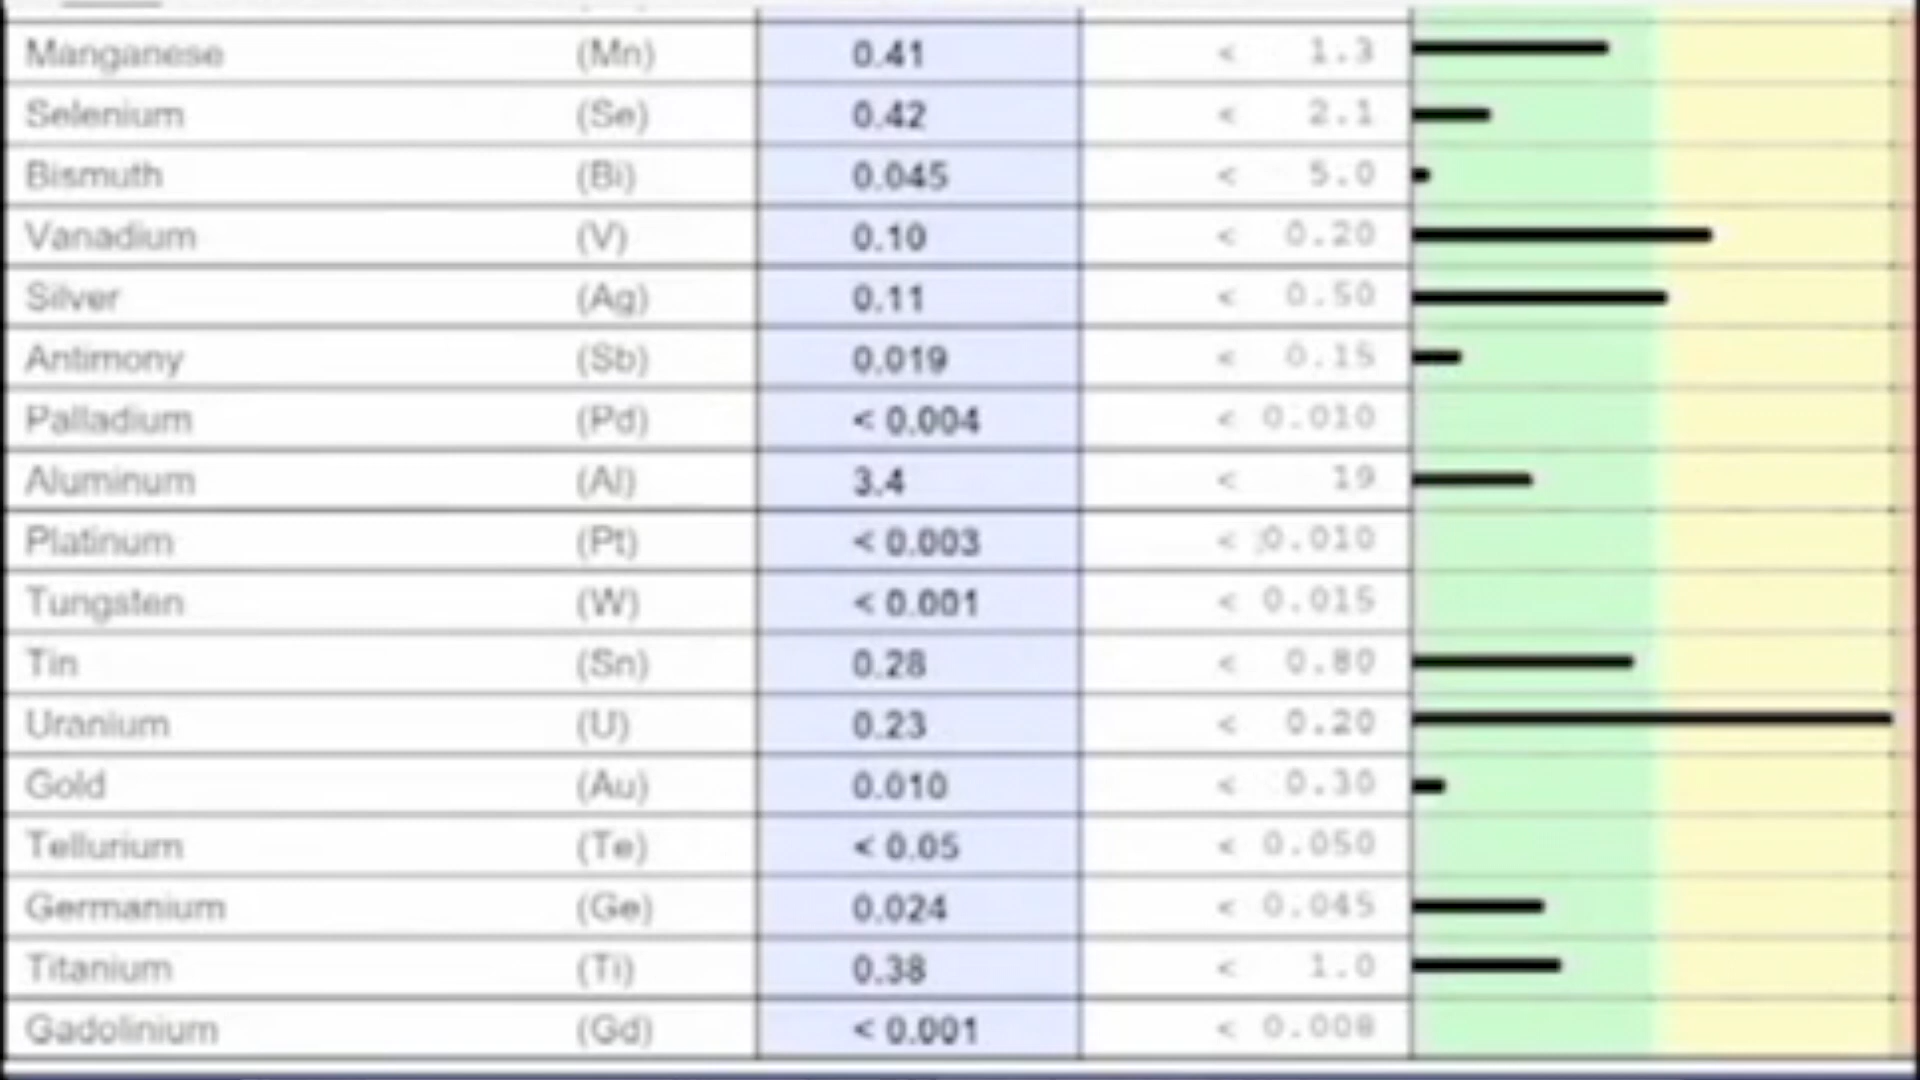 Manganese (Mn) 0.41 < 1.3
Selenium (Se) 0.42 < 2.1
Bismuth (Bi) 0.045 < 5.0
Vanadium (V) 0.10 < 0.20
Silver (Ag) 0.11 < 0.50
Antimony (Sb) 0.019 < 0.15
Palladium (Pd) < 0.004 < 0.010
Aluminum (Al) 3.4 < 19
Platinum (Pt) < 0.003 < 0.010
Tungsten (W) < 0.001 < 0.015
Tin (Sn) 0.28 < 0.80
Uranium (U) 0.23 < 0.20
Gold (Au) 0.010 < 0.30
Tellurium (Te) < 0.05 < 0.050
Germanium (Ge) 0.024 < 0.045
Titanium (Ti) 0.38 < 1.0
Gadolinium (Gd) < 0.001 < 0.008